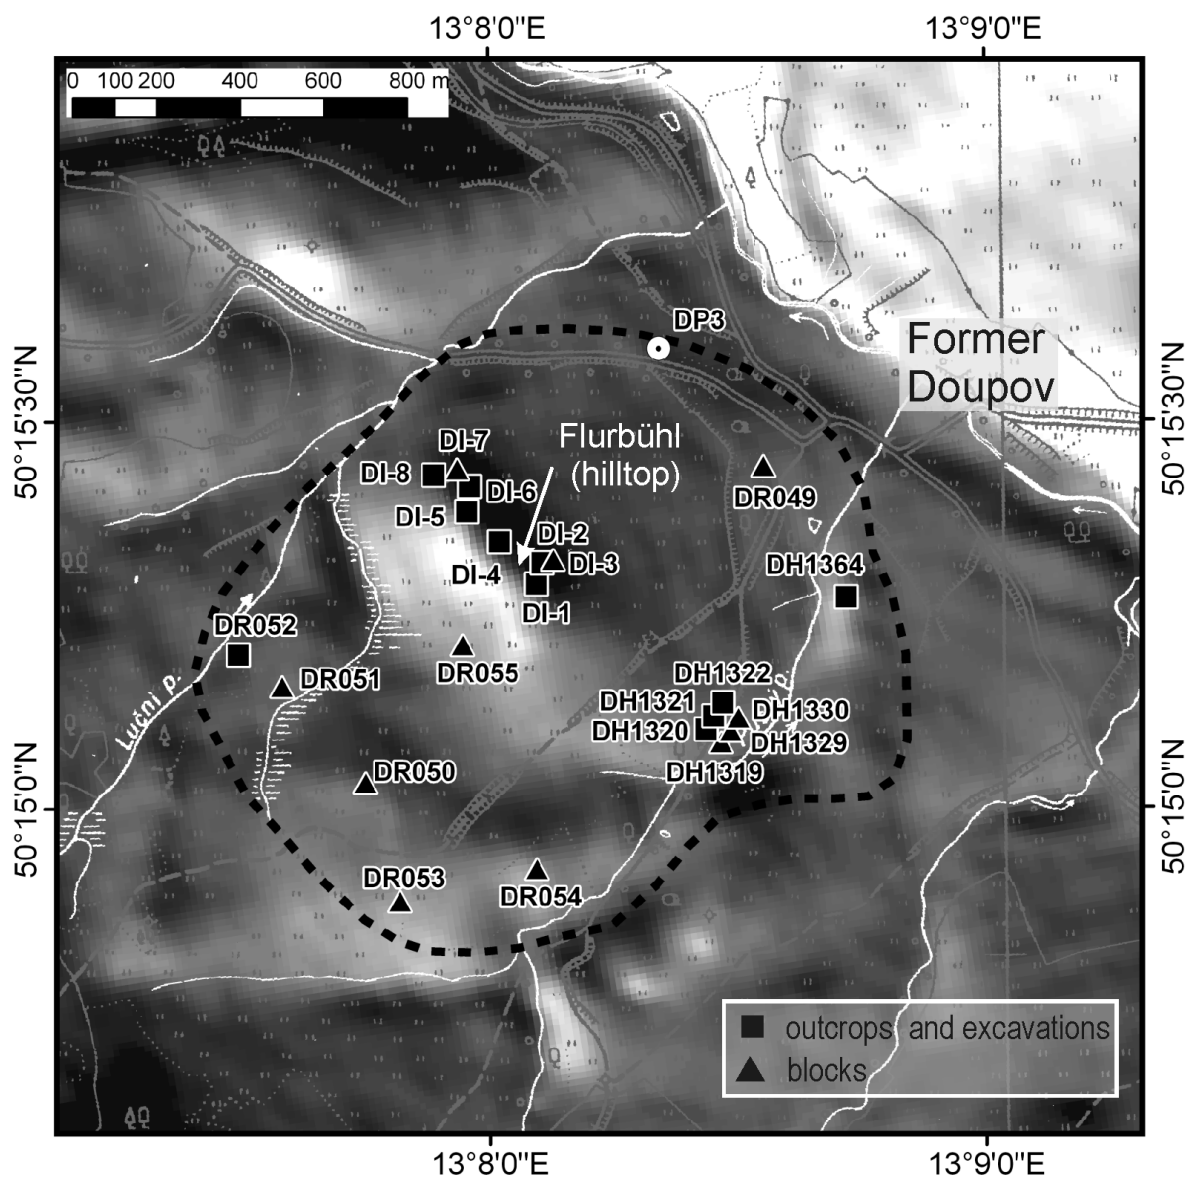 13°8'0"E
13°9'0"E
0 100 200 400 600 800 m
DP3
Former
Doupov
50°15'30"N
50°15'30"N
Flurbühl
(hilltop)
DI-7
DI-8
DI-6
DI-5
DI-2
DI-3
DI-4
DI-1
DR049
DH1364
DR052
DR055
DR051
Luční p.
DH1322
DH1321
DH1330
DH1320
DH1329
DH1319
DR050
50°15'0"N
50°15'0"N
DR053
DR054
outcrops and excavations
blocks
13°8'0"E
13°9'0"E